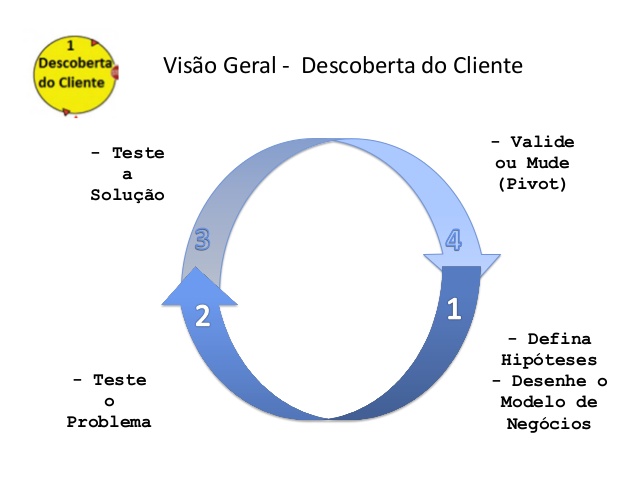 1
Descoberta
do Cliente
Visão Geral - Descoberta do Cliente
- Teste
a
Solução
- Valide
ou Mude
(Pivot)
3
4
2
1
- Teste
o
Problema
- Defina
Hipóteses
- Desenhe o
Modelo de
Negócios